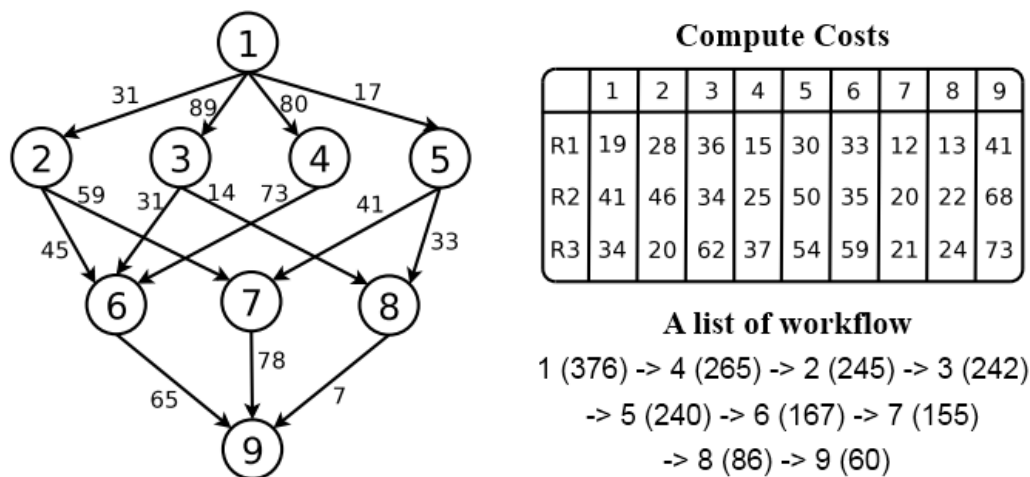 1
31
89
80
17
2
3
4
5
59
31
14
73
41
45
33
6
7
8
78
65
7
9
Compute Costs
1 2 3 4 5 6 7 8 9
R1 19 28 36 15 30 33 12 13 41
R2 41 46 34 25 50 35 20 22 68
R3 34 20 62 37 54 59 21 24 73
A list of workflow
1 (376) -> 4 (265) -> 2 (245) -> 3 (242)
-> 5 (240) -> 6 (167) -> 7 (155)
-> 8 (86) -> 9 (60)